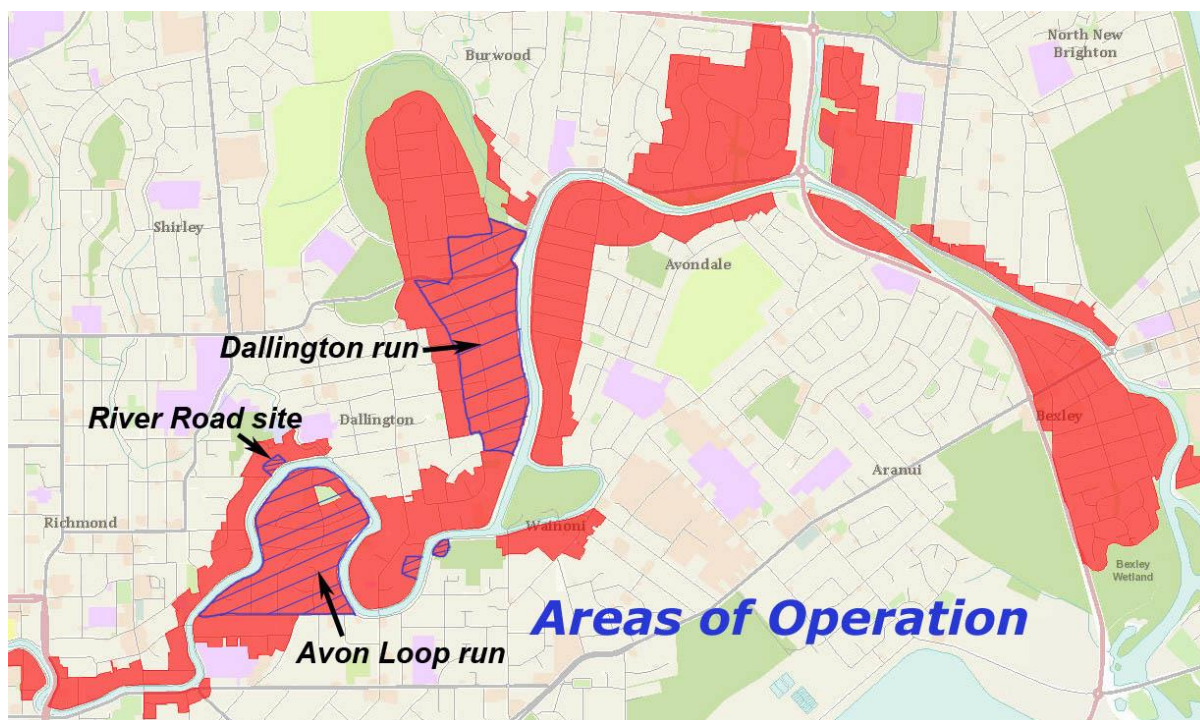 Burwood
North New
Brighton
Shirley
Avondale
Dallington run
River Road site
Dallington
Bexley
Aranui
Richmond
Wainoni
Bexley
Wetland
Areas of Operation
Avon Loop run